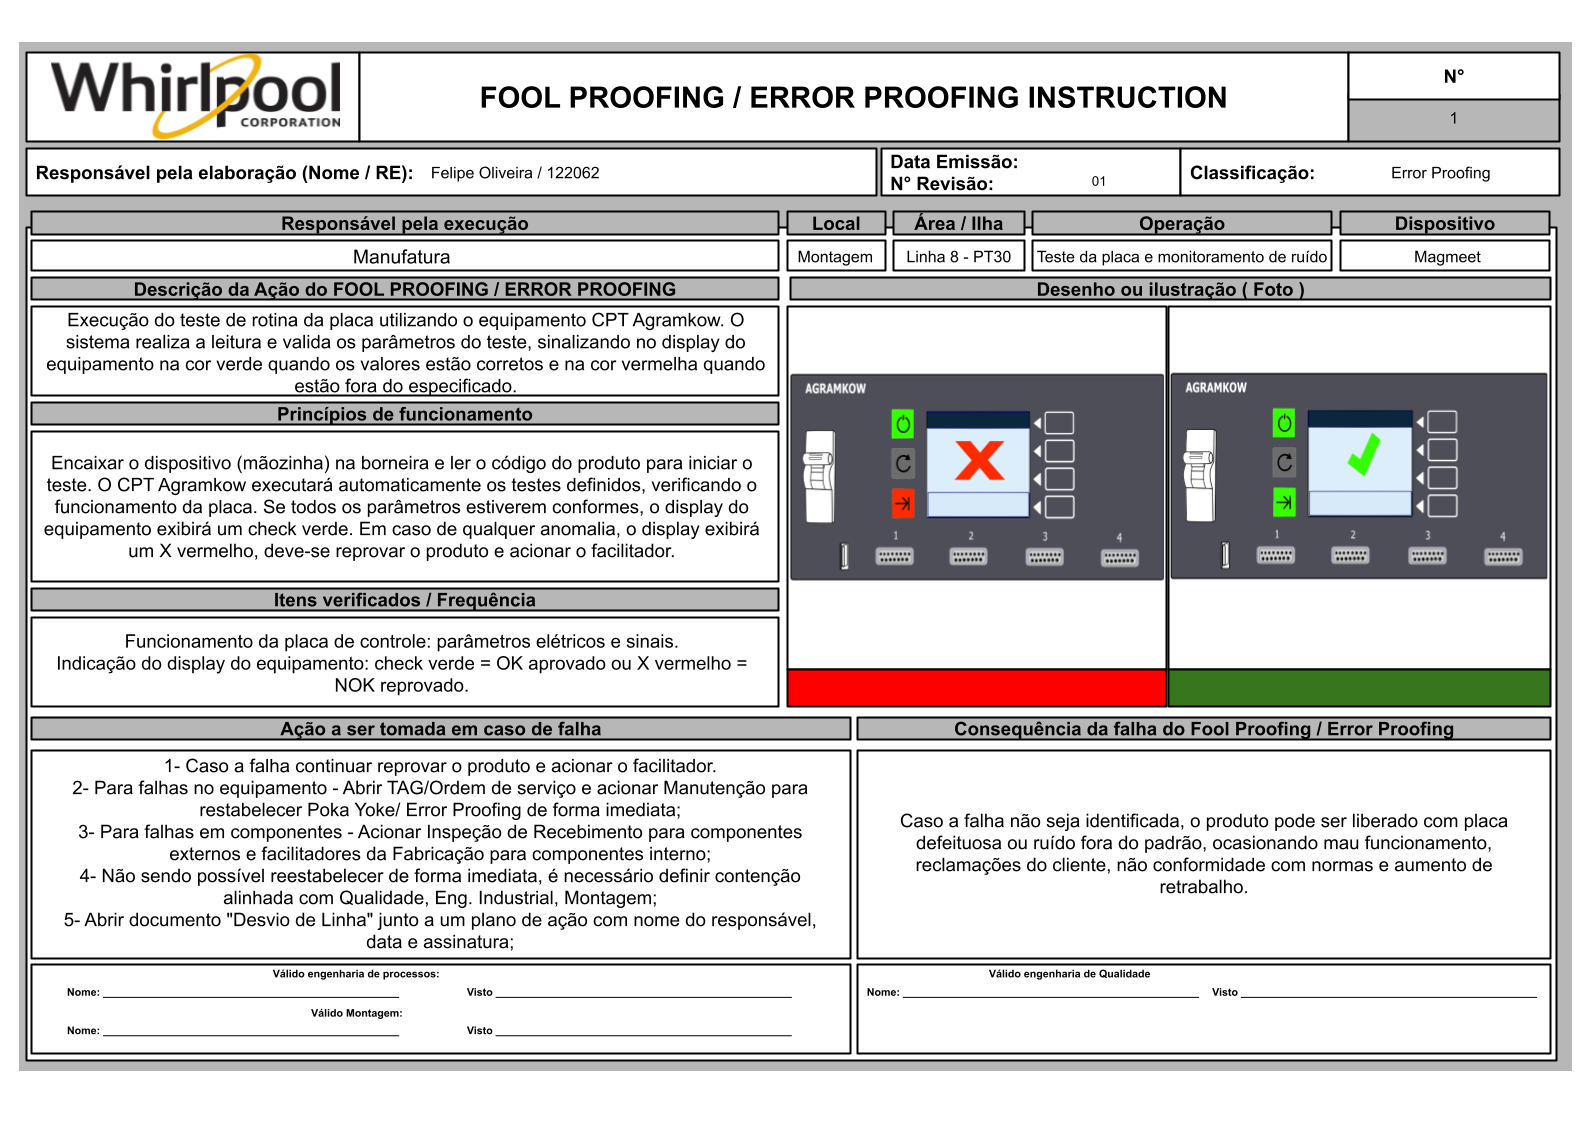 Whirlpool
CORPORATION
FOOL PROOFING / ERROR PROOFING INSTRUCTION
N°
1
Responsável pela elaboração (Nome / RE): Felipe Oliveira / 122062
Data Emissão:
N° Revisão: 01
Classificação: Error Proofing
Responsável pela execução
Local
Área / Ilha
Operação
Dispositivo
Manufatura
Montagem
Linha 8 - PT30
Teste da placa e monitoramento de ruído
Magmeet
Descrição da Ação do FOOL PROOFING / ERROR PROOFING
Execução do teste de rotina da placa utilizando o equipamento CPT Agramkow. O
sistema realiza a leitura e valida os parâmetros do teste, sinalizando no display do
equipamento na cor verde quando os valores estão corretos e na cor vermelha quando
estão fora do especificado.
Princípios de funcionamento
Encaixar o dispositivo (mãozinha) na borneira e ler o código do produto para iniciar o
teste. O CPT Agramkow executará automaticamente os testes definidos, verificando o
funcionamento da placa. Se todos os parâmetros estiverem conformes, o display do
equipamento exibirá um check verde. Em caso de qualquer anomalia, o display exibirá
um X vermelho, deve-se reprovar o produto e acionar o facilitador.
Itens verificados / Frequência
Funcionamento da placa de controle: parâmetros elétricos e sinais.
Indicação do display do equipamento: check verde = OK aprovado ou X vermelho =
NOK reprovado.
Desenho ou ilustração ( Foto )
AGRAMKOW
1 2 3 4
AGRAMKOW
1 2 3 4
Ação a ser tomada em caso de falha
1- Caso a falha continuar reprovar o produto e acionar o facilitador.
2- Para falhas no equipamento - Abrir TAG/Ordem de serviço e acionar Manutenção para
restabelecer Poka Yoke/ Error Proofing de forma imediata;
3- Para falhas em componentes - Acionar Inspeção de Recebimento para componentes
externos e facilitadores da Fabricação para componentes interno;
4- Não sendo possível reestabelecer de forma imediata, é necessário definir contenção
alinhada com Qualidade, Eng. Industrial, Montagem;
5- Abrir documento "Desvio de Linha" junto a um plano de ação com nome do responsável,
data e assinatura;
Consequência da falha do Fool Proofing / Error Proofing
Caso a falha não seja identificada, o produto pode ser liberado com placa
defeituosa ou ruído fora do padrão, ocasionando mau funcionamento,
reclamações do cliente, não conformidade com normas e aumento de
retrabalho.
Válido engenharia de processos:
Nome: Visto
Válido Montagem:
Nome: Visto
Válido engenharia de Qualidade
Nome: Visto